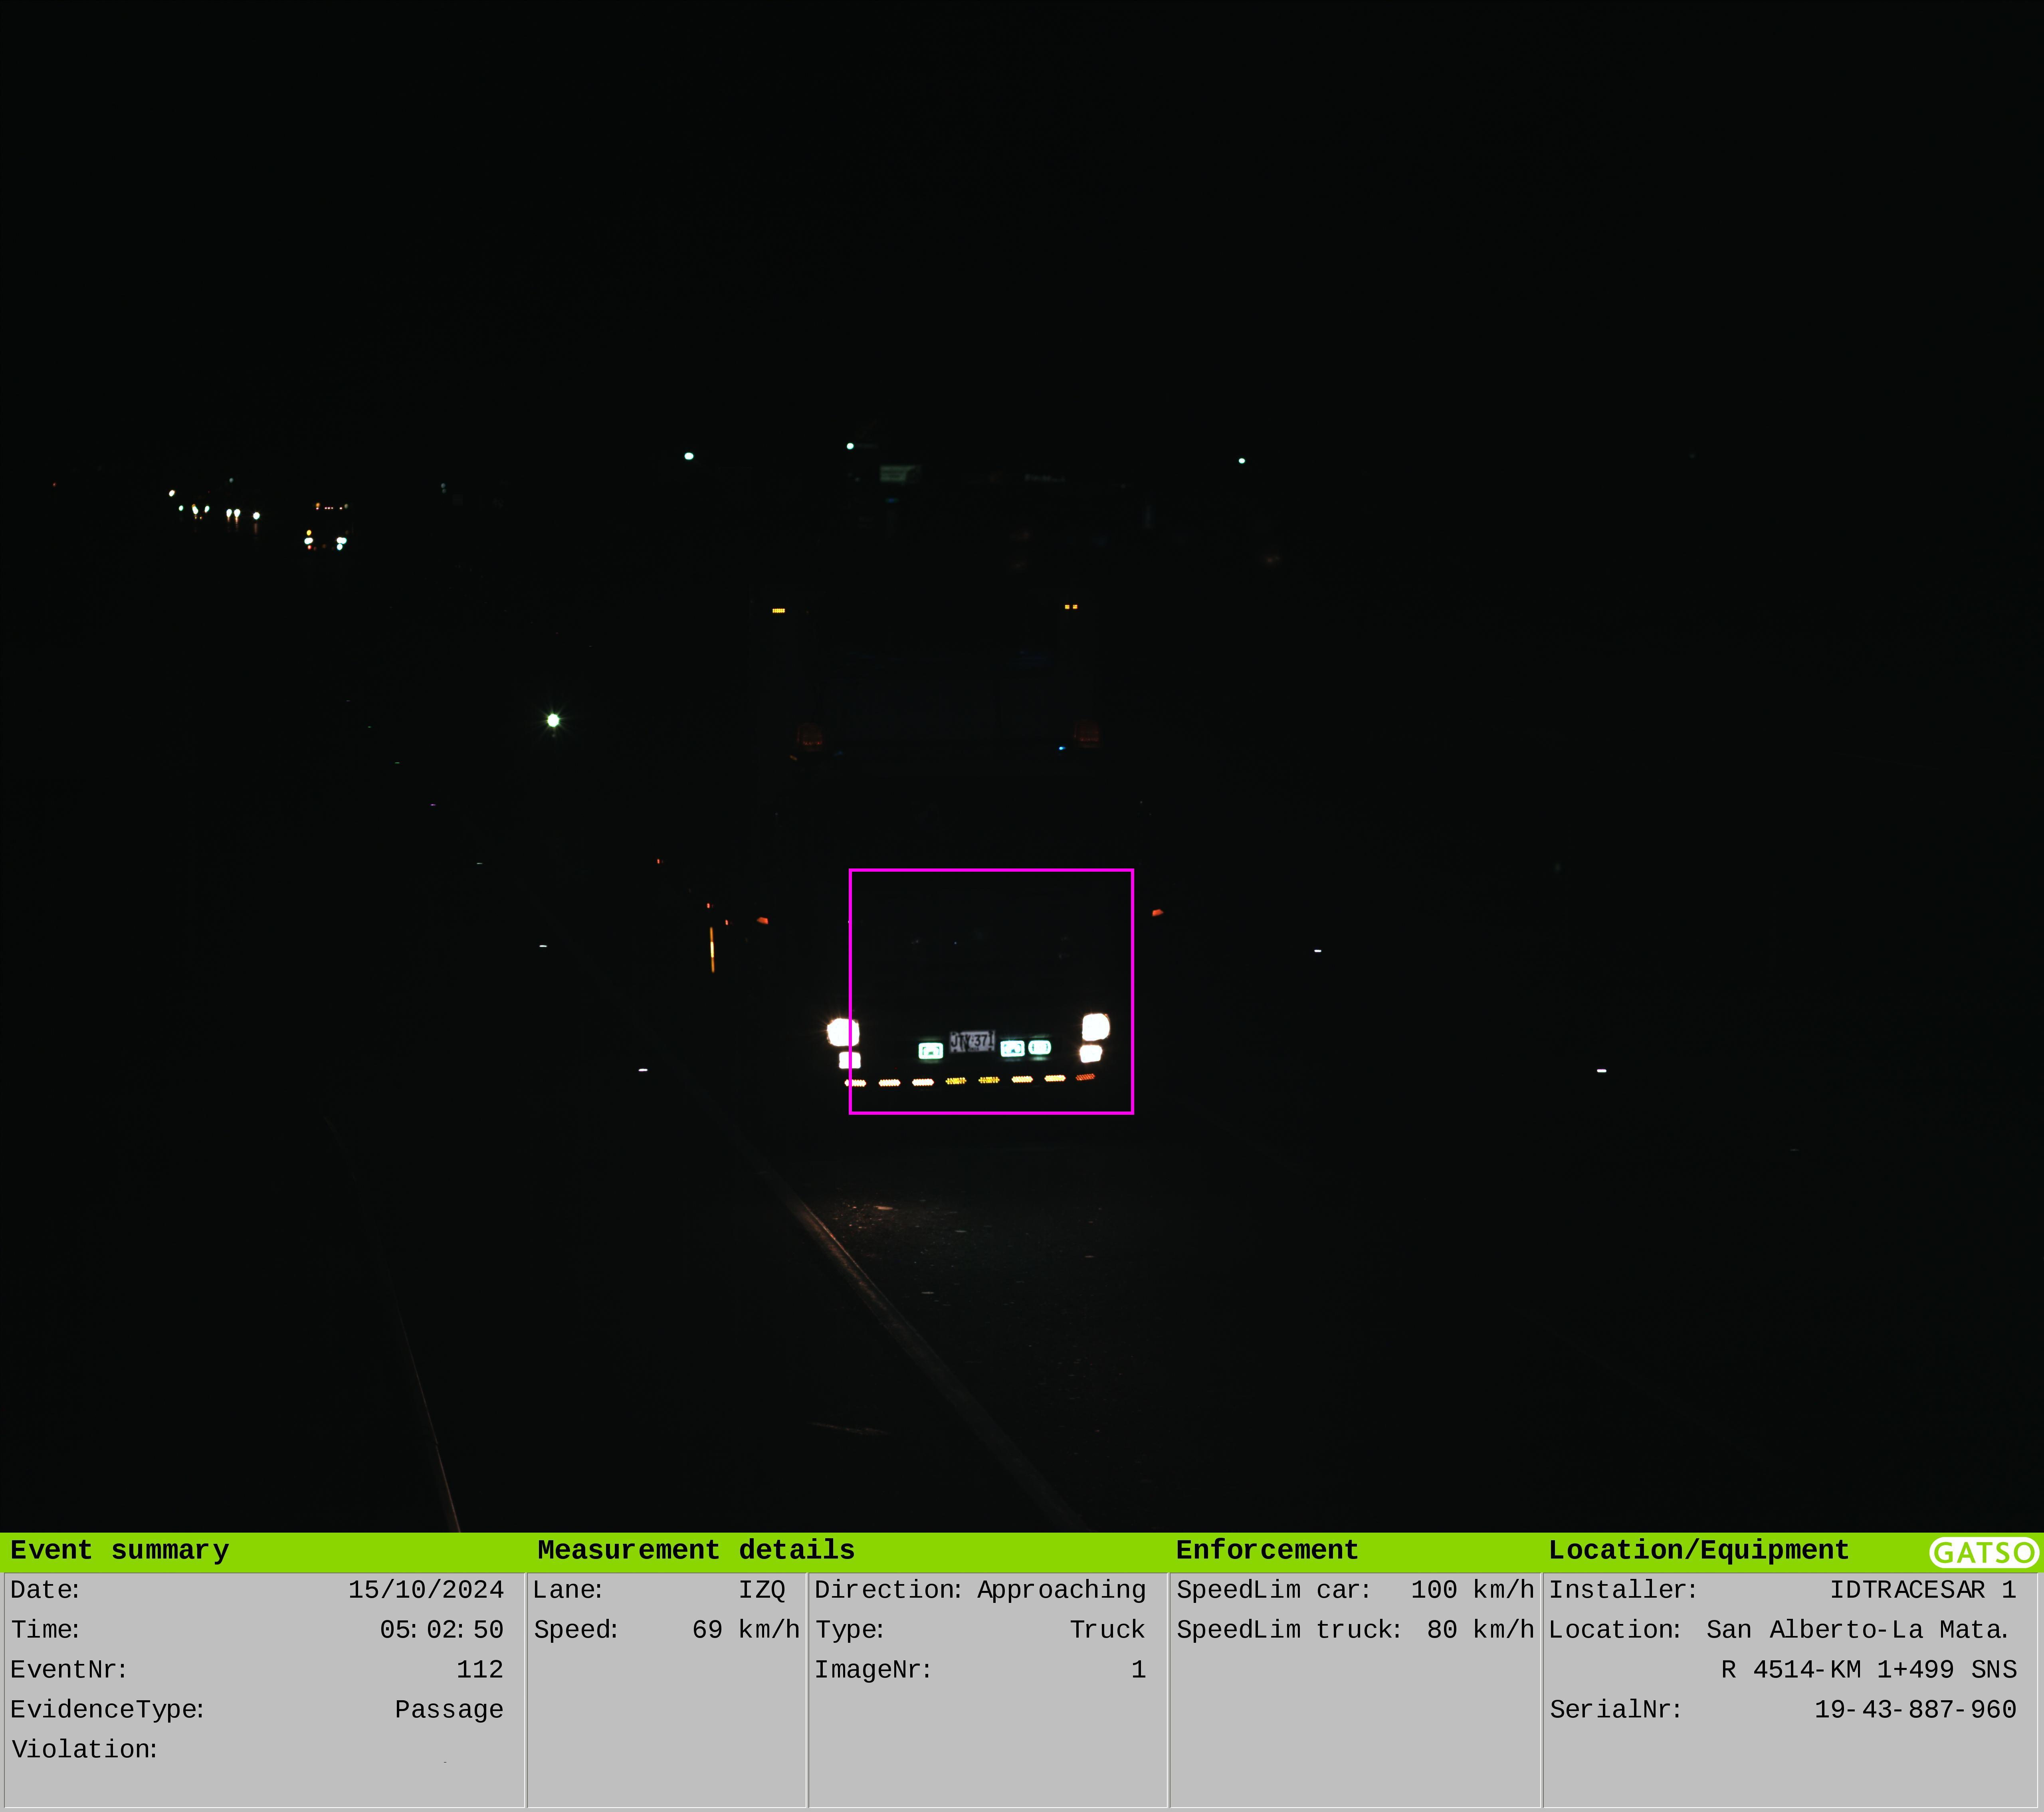 JTY·371
Event summary
Date: 15/10/2024
Time: 05:02:50
EventNr: 112
EvidenceType: Passage
Violation:
Measurement details
Lane: IZQ
Speed: 69 km/h
Direction: Approaching
Type: Truck
ImageNr: 1
Enforcement
SpeedLim car: 100 km/h
SpeedLim truck: 80 km/h
Location/Equipment
GATSO
Installer: IDTRACESAR 1
Location: San Alberto-La Mata.
R 4514-KM 1+499 SNS
SerialNr: 19-43-887-960